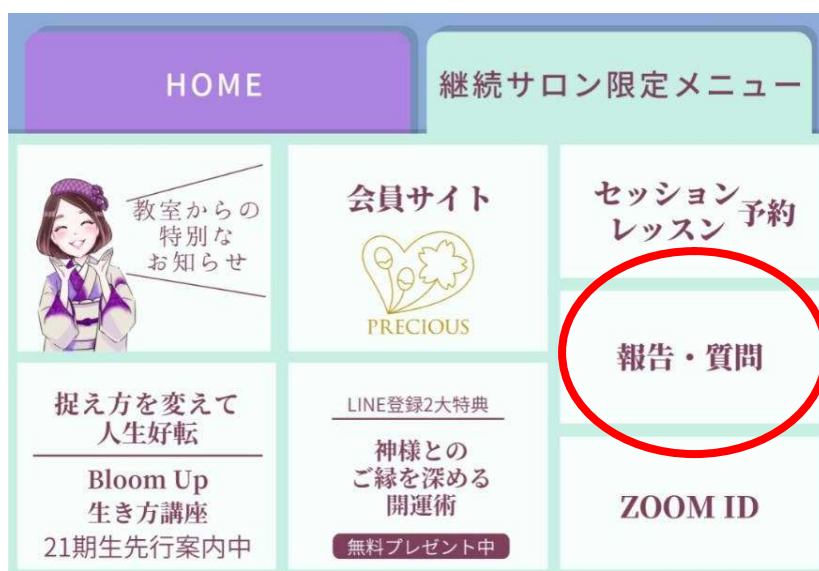 HOME
継続サロン限定メニュー
教室からの
特別な
お知らせ
会員サイト
PRECIOUS
セッション
レッスン
予約
報告・質問
捉え方を変えて
人生好転
Bloom Up
生き方講座
21期生先行案内中
LINE登録2大特典
神様との
ご縁を深める
開運術
無料プレゼント中
ZOOM ID